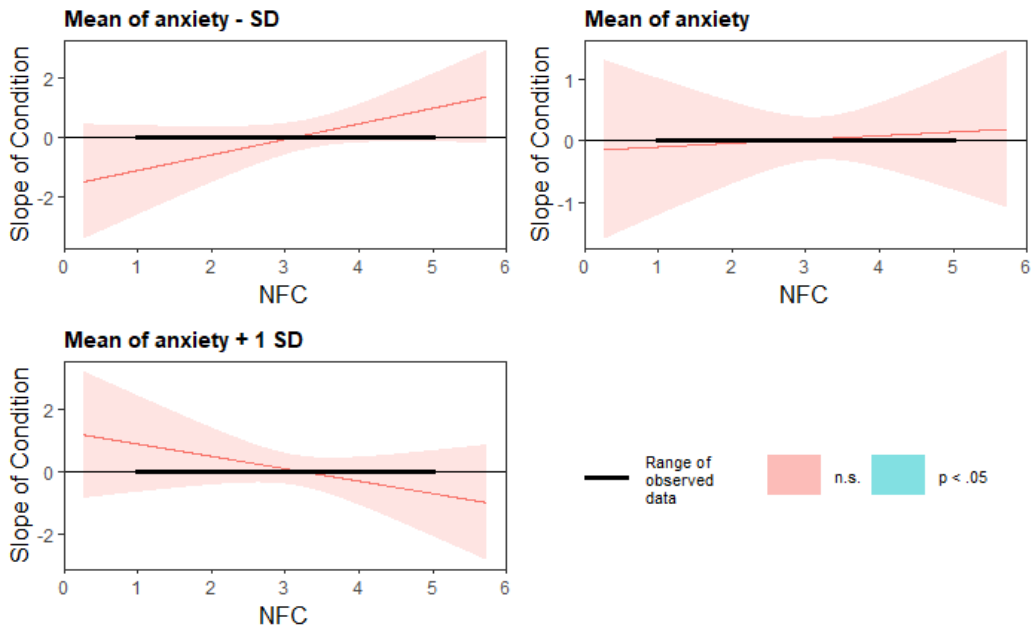 Mean of anxiety - SD
Slope of Condition
2
0
-2
0 1 2 3 4 5 6
NFC
Mean of anxiety
Slope of Condition
1
0
-1
0 1 2 3 4 5 6
NFC
Mean of anxiety + 1 SD
Slope of Condition
2
0
-2
0 1 2 3 4 5 6
NFC
Range of
observed
data
n.s.
p < .05